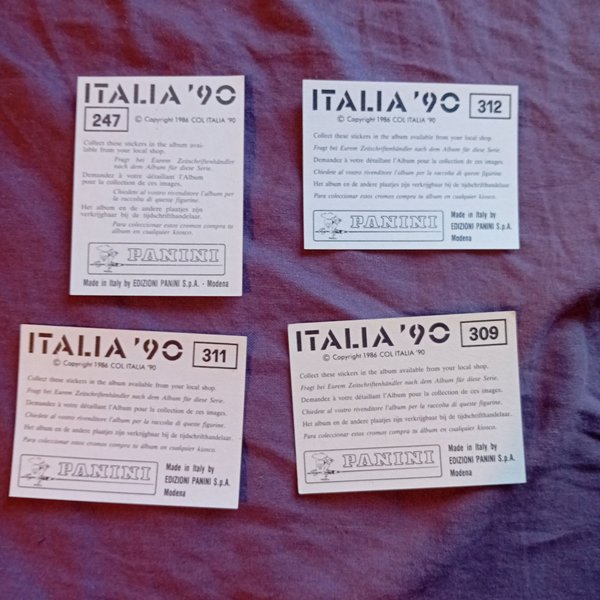 ITALIA '90
247
© Copyright 1986 COL ITALIA '90
Collect these stickers in the album avai-
lable from your local shop.
Fragt bei Eurem Zeitschriftenhändler
nach dem Album für diese Serie.
Demandez à votre détaillant l'Album
pour la collection de ces images.
Chiedete al vostro rivenditore l'album per
la raccolta di queste figurine.
Het album en de andere plaatjes zijn
verkrijgbaar bij de tijdschrifthandelaar.
Para coleccionar estos cromos compra tu
álbum en cualquier kiosco.
PANINI
Made in Italy by EDIZIONI PANINI S.p.A. - Modena
ITALIA '90
312
© Copyright 1986 COL ITALIA '90
Collect these stickers in the album available from your local shop.
Fragt bei Eurem Zeitschriftenhändler nach dem Album für diese Serie.
Demandez à votre détaillant l'Album pour la collection de ces images.
Chiedete al vostro rivenditore l'album per la raccolta di queste figurine.
Het album en de andere plaatjes zijn verkrijgbaar bij de tijdschrifthandelaar.
Para coleccionar estos cromos compra tu álbum en cualquier kiosco.
PANINI
Made in Italy by
EDIZIONI PANINI S.p.A.
Modena
ITALIA '90
311
© Copyright 1986 COL ITALIA '90
Collect these stickers in the album available from your local shop.
Fragt bei Eurem Zeitschriftenhändler nach dem Album für diese Serie.
Demandez à votre détaillant l'Album pour la collection de ces images.
Chiedete al vostro rivenditore l'album per la raccolta di queste figurine.
Het album en de andere plaatjes zijn verkrijgbaar bij de tijdschrifthandelaar.
Para coleccionar estos cromos compra tu álbum en cualquier kiosco.
PANINI
Made in Italy by
EDIZIONI PANINI S.p.A.
Modena
ITALIA '90
309
© Copyright 1986 COL ITALIA '90
Collect these stickers in the album available from your local shop.
Fragt bei Eurem Zeitschriftenhändler nach dem Album für diese Serie.
Demandez à votre détaillant l'Album pour la collection de ces images.
Chiedete al vostro rivenditore l'album per la raccolta di queste figurine.
Het album en de andere plaatjes zijn verkrijgbaar bij de tijdschrifthandelaar.
Para coleccionar estos cromos compra tu álbum en cualquier kiosco.
PANINI
Made in Italy by
EDIZIONI PANINI S.p.A.
Modena